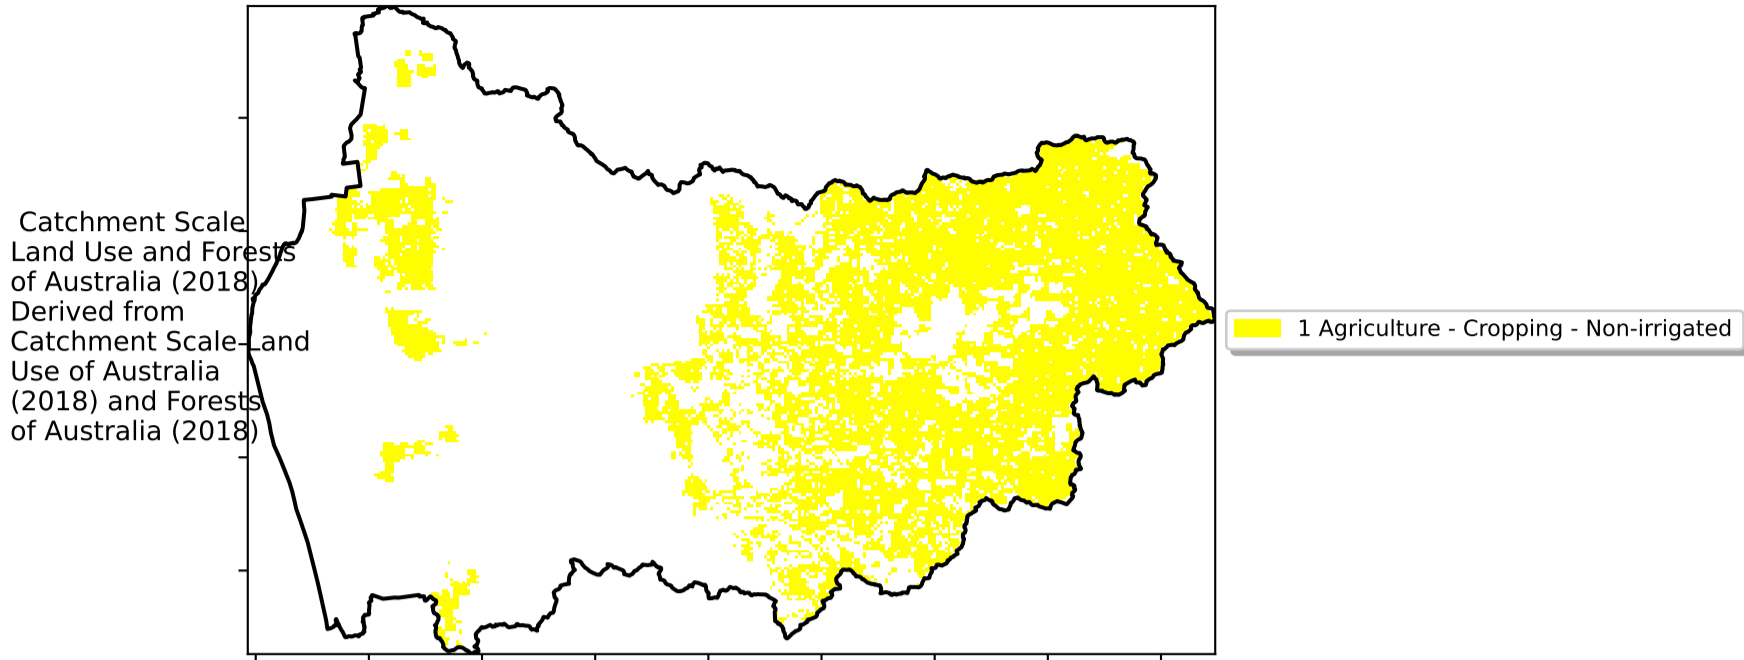 Catchment Scale
Land Use and Forests
of Australia (2018)
Derived from
Catchment Scale Land
Use of Australia
(2018) and Forests
of Australia (2018)
1 Agriculture - Cropping - Non-irrigated